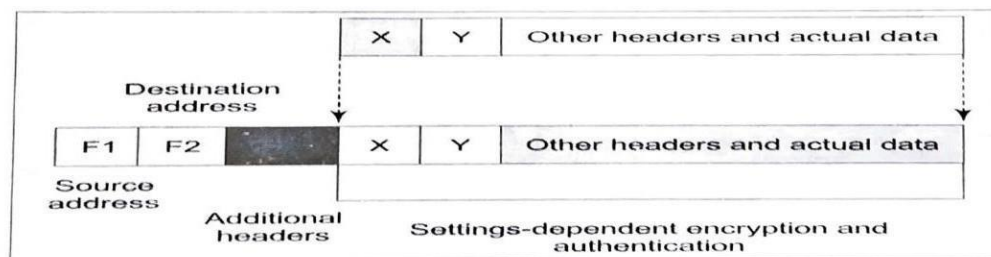 X Y Other headers and actual data
Destination
address
F1 F2 X Y Other headers and actual data
Source
address
Additional
headers
Settings-dependent encryption and
authentication